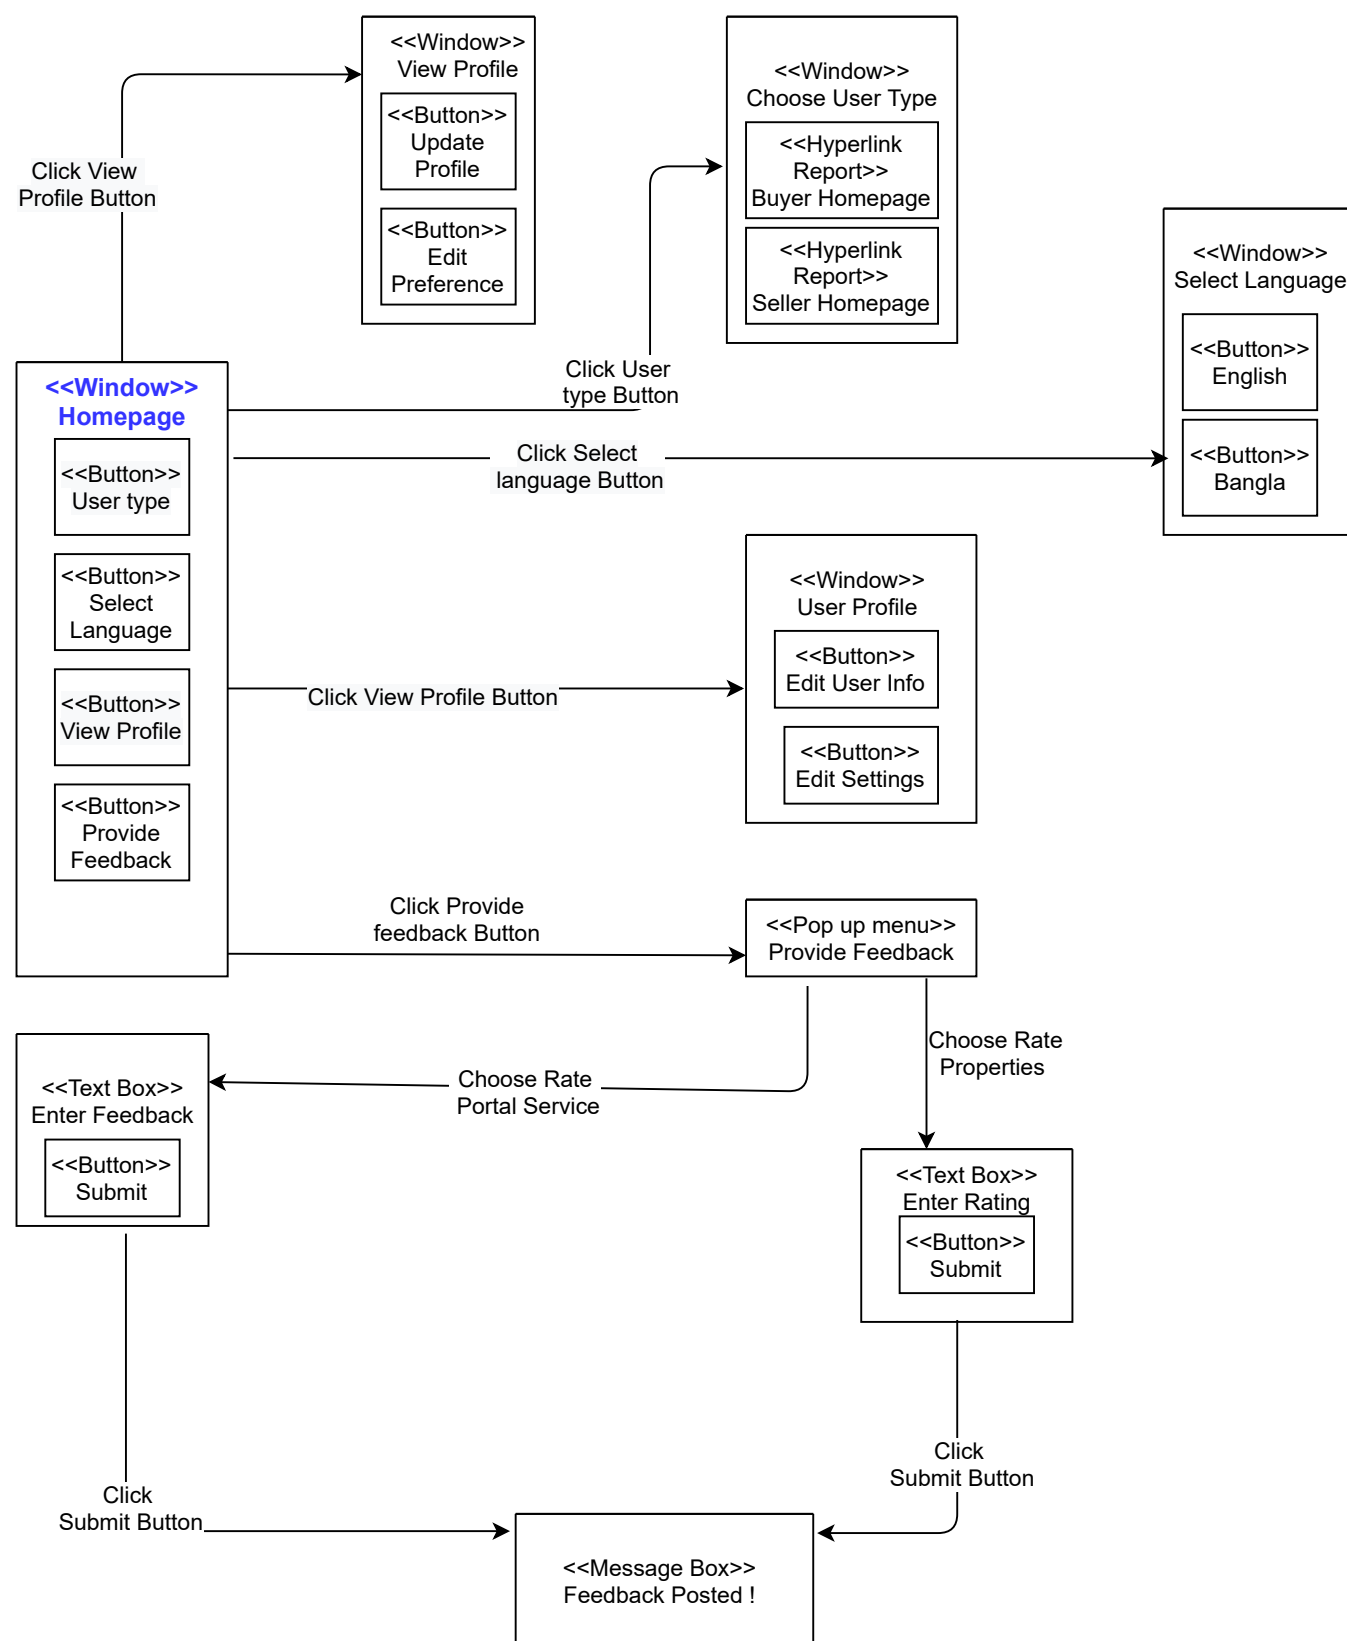 <<Window>>
View Profile
<<Button>>
Update
Profile
<<Button>>
Edit
Preference
Click View
Profile Button
<<Window>>
Choose User Type
<<Hyperlink
Report>>
Buyer Homepage
<<Hyperlink
Report>>
Seller Homepage
Click User
type Button
<<Window>>
Select Language
<<Button>>
English
<<Button>>
Bangla
<<Window>>
Homepage
<<Button>>
User type
<<Button>>
Select
Language
<<Button>>
View Profile
<<Button>>
Provide
Feedback
Click Select
language Button
<<Window>>
User Profile
<<Button>>
Edit User Info
<<Button>>
Edit Settings
Click View Profile Button
Click Provide
feedback Button
<<Pop up menu>>
Provide Feedback
Choose Rate
Properties
Choose Rate
Portal Service
<<Text Box>>
Enter Feedback
<<Button>>
Submit
<<Text Box>>
Enter Rating
<<Button>>
Submit
Click
Submit Button
Click
Submit Button
<<Message Box>>
Feedback Posted !